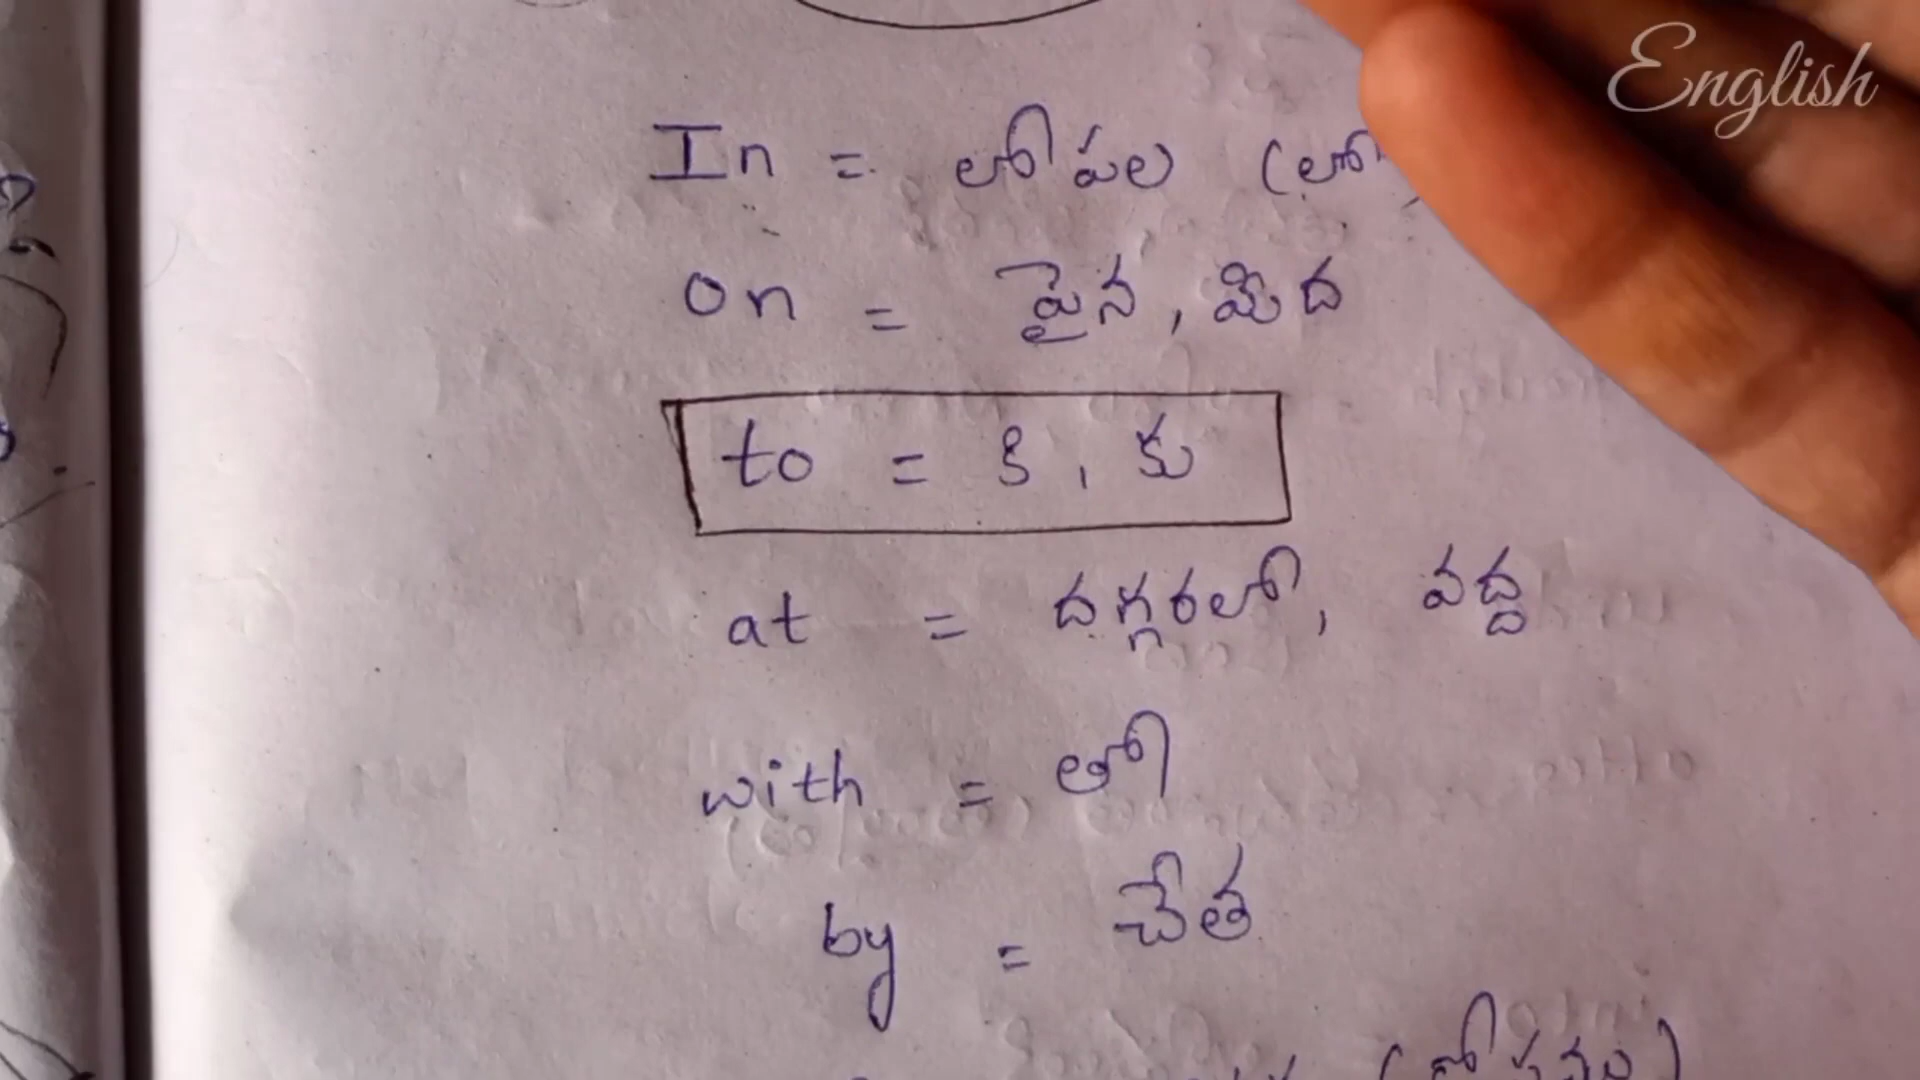 English
In = లోపల (లో
on = పైన, మీద
to = కి, కు
at = దగ్గరలో, వద్ద
with = తో
by = చేత